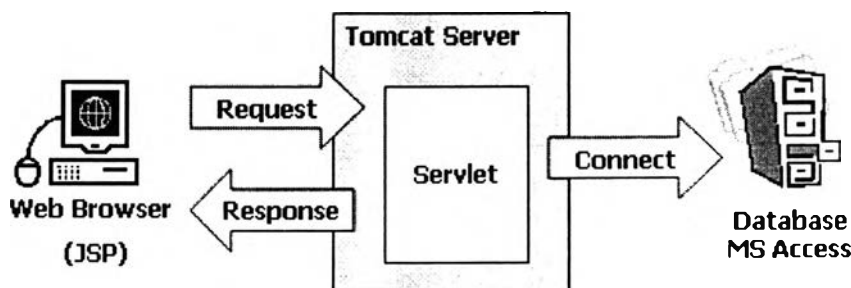 Tomcat Server
Request
Servlet
Connect
Response
Web Browser
(JSP)
Database
MS Access